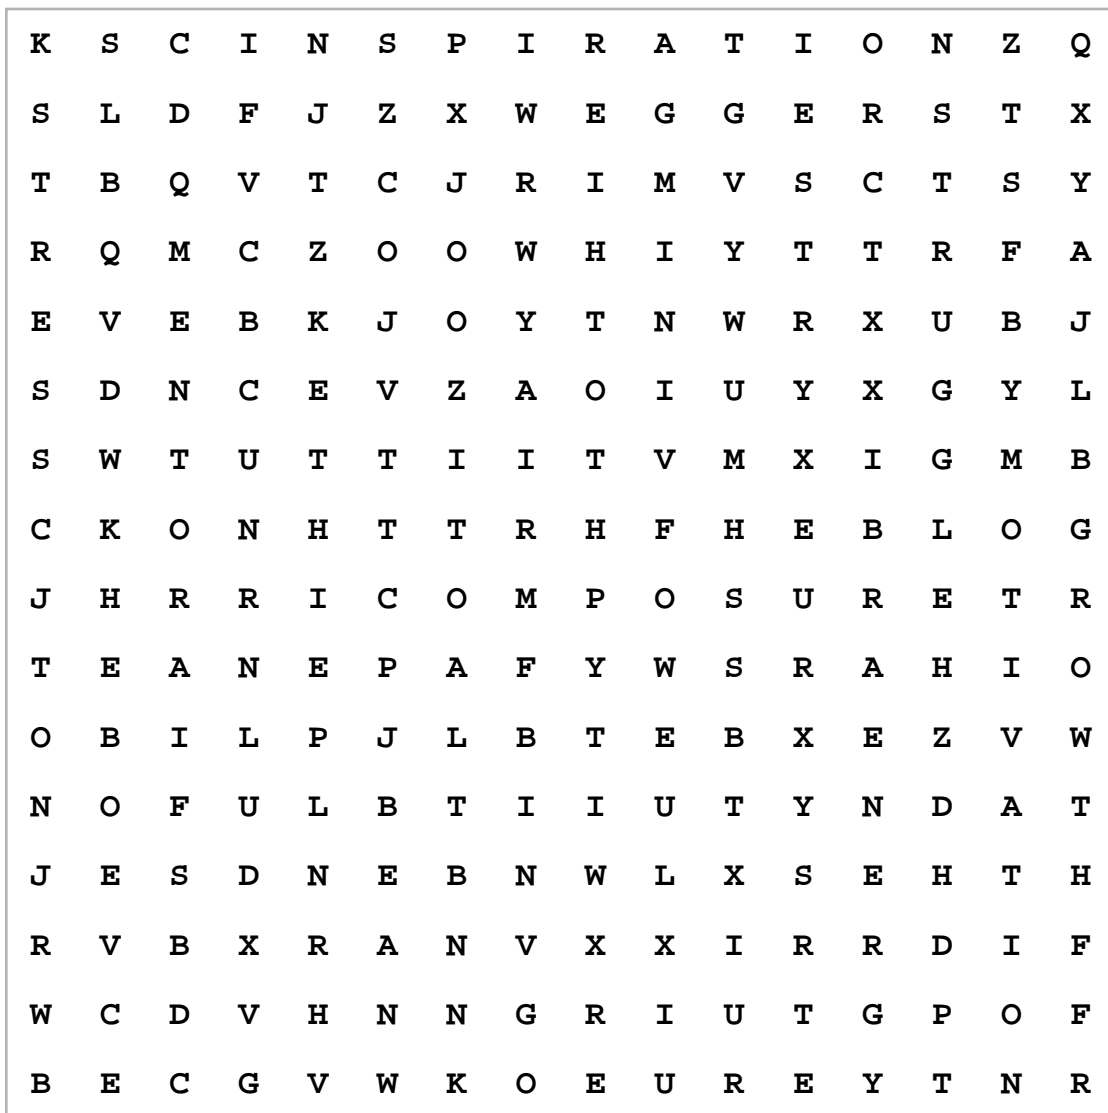 K S C I N S P I R A T I O N Z Q
S L D F J Z X W E G G E R S T X
T B Q V T C J R I M V S C T S Y
R Q M C Z O O W H I Y T T R F A
E V E B K J O Y T N W R X U B J
S D N C E V Z A O I U Y X G Y L
S W T U T T I I T V M X I G M B
C K O N H T T R H F H E B L O G
J H R R I C O M P O S U R E T R
T E A N E P A F Y W S R A H I O
O B I L P J L B T E B X E Z V W
N O F U L B T I I U T Y N D A T
J E S D N E B N W L X S E H T H
R V B X R A N V X X I R R D I F
W C D V H N N G R I U T G P O F
B E C G V W K O E U R E Y T N R